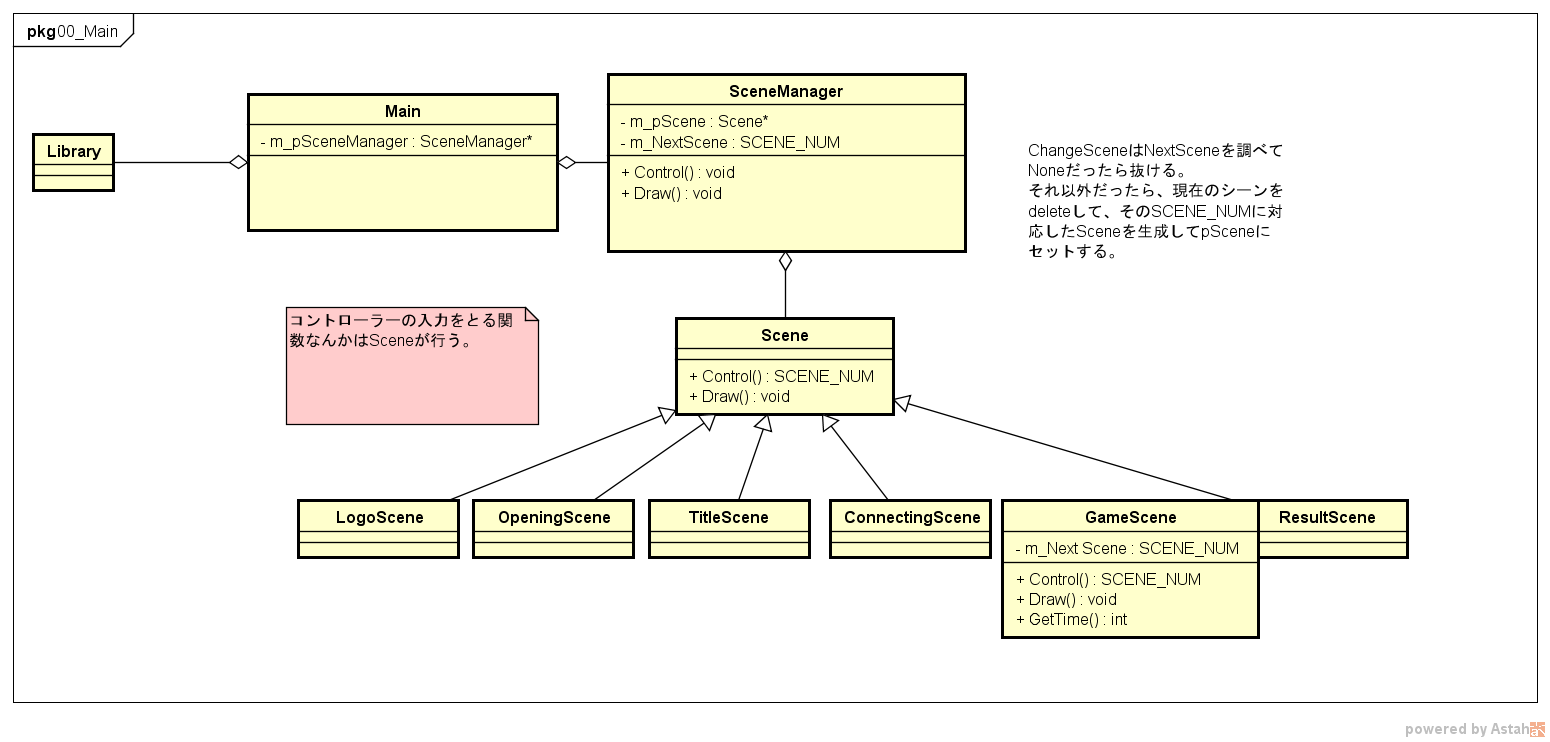 pkg 00_Main
Library
Main
- m_pSceneManager : SceneManager*
SceneManager
- m_pScene : Scene*
- m_NextScene : SCENE_NUM
+ Control() : void
+ Draw() : void
ChangeSceneはNextSceneを調べて
Noneだったら抜ける。
それ以外だったら、現在のシーンを
deleteして、そのSCENE_NUMに対
応したSceneを生成してpSceneに
セットする。
コントローラーの入力をとる関
数なんかはSceneが行う。
Scene
+ Control() : SCENE_NUM
+ Draw() : void
LogoScene
OpeningScene
TitleScene
ConnectingScene
GameScene
- m_Next Scene : SCENE_NUM
+ Control() : SCENE_NUM
+ Draw() : void
+ GetTime() : int
ResultScene
powered by Astah